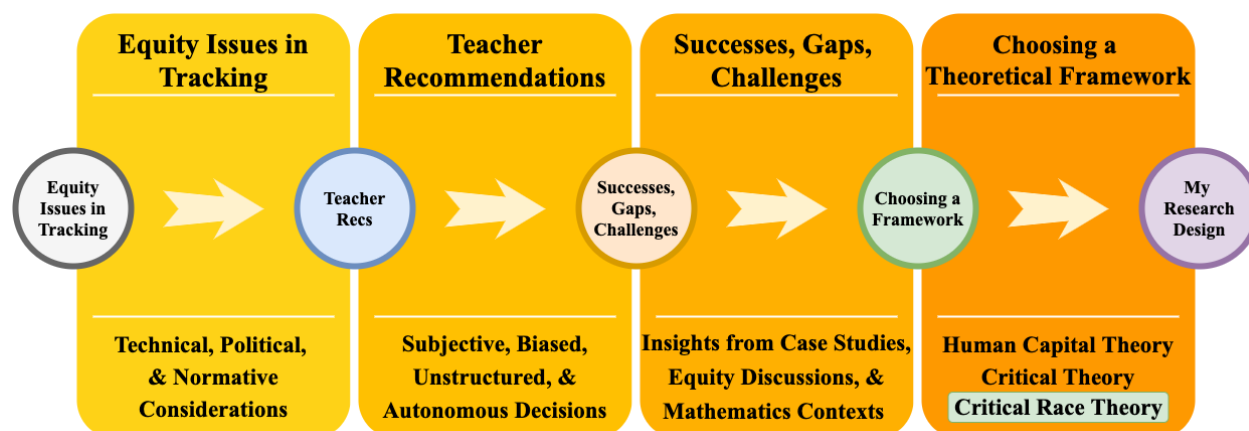 Equity Issues in
Tracking
Teacher
Recommendations
Successes, Gaps,
Challenges
Choosing a
Theoretical Framework
Equity
Issues in
Tracking
Teacher
Recs
Successes,
Gaps,
Challenges
Choosing a
Framework
My
Research
Design
Technical, Political,
& Normative
Considerations
Subjective, Biased,
Unstructured, &
Autonomous Decisions
Insights from Case Studies,
Equity Discussions, &
Mathematics Contexts
Human Capital Theory
Critical Theory
Critical Race Theory